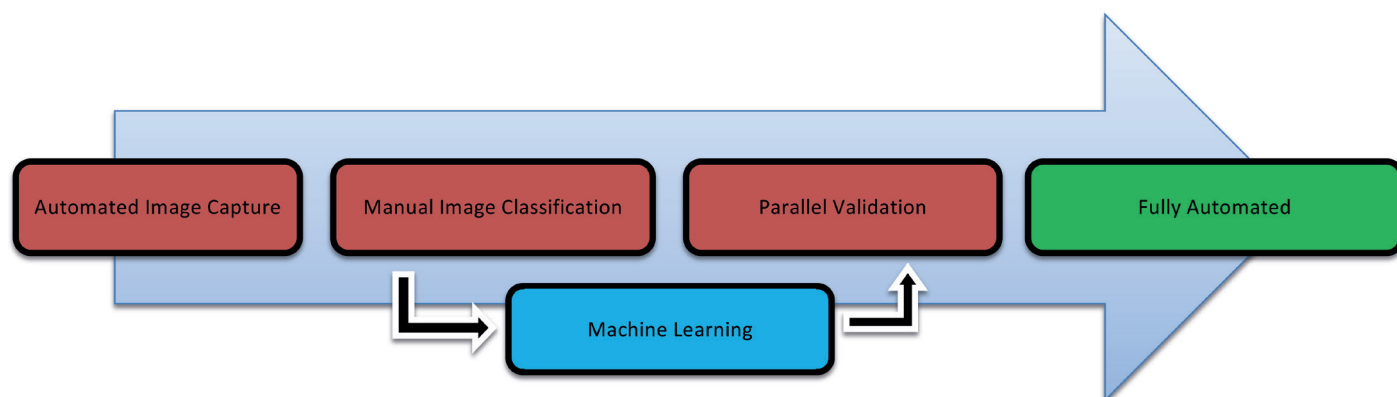 Automated Image Capture
Manual Image Classification
Parallel Validation
Fully Automated
Machine Learning